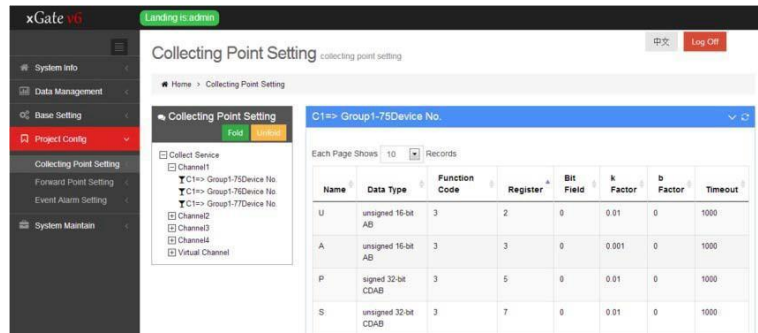 xGate v6
Landing is:admin
Collecting Point Setting collecting point setting
中文
Log Off
System Info
Data Management
Base Setting
Project Contig
Collecting Point Setting
Forward Point Setting
Event Alarm Setting
System Maintain
Home > Collecting Point Setting
Collecting Point Setting
Fold Unfold
Collect Service
Channel1
C1=> Group1-75Device No.
C1=> Group1-76Device No.
C1=> Group1-77Device No.
Channel2
Channel3
Channel4
Virtual Channel
C1=> Group1-75Device No.
Each Page Shows 10 Records
Name Data Type Function Code Register Bit Field k Factor b Factor Timeout
U unsigned 16-bit AB 3 2 0 0.01 0 1000
A unsigned 16-bit AB 3 3 0 0.001 0 1000
P signed 32-bit CDAB 3 5 0 0.01 0 1000
S unsigned 32-bit CDAB 3 7 0 0.01 0 1000